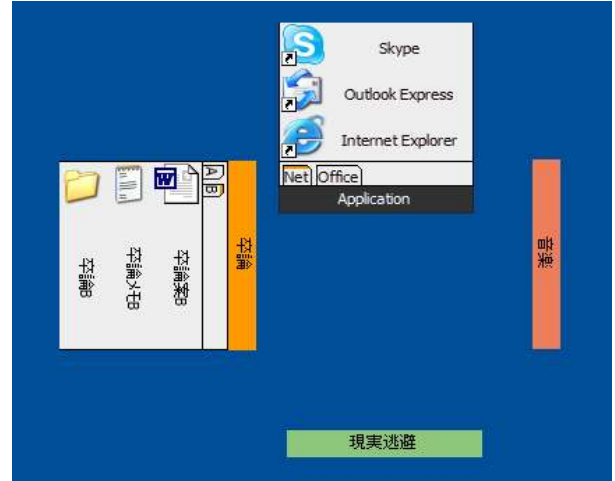 Skype
Outlook Express
Internet Explorer
Net Office
Application
A
B
卒論
卒論案B
卒論メモB
卒論B
音楽
現実逃避